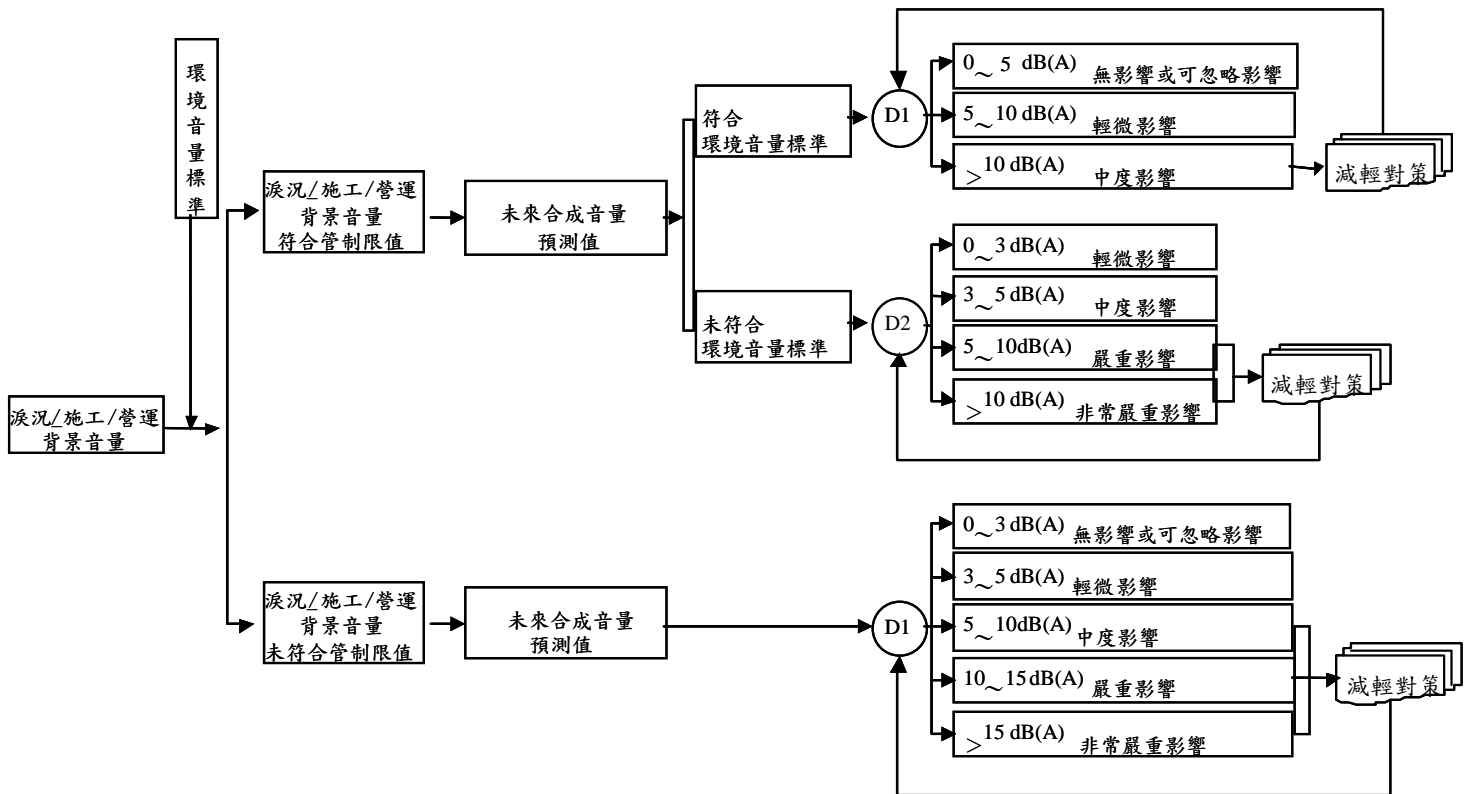 環
境
音
量
標
準
淚況/施工/營運
背景音量
淚況/施工/營運
背景音量
符合管制限值
未來合成音量
預測值
符合
環境音量標準
D1
0～5 dB(A) 無影響或可忽略影響
5～10 dB(A) 輕微影響
＞10 dB(A) 中度影響
減輕對策
未符合
環境音量標準
D2
0～3 dB(A) 輕微影響
3～5 dB(A) 中度影響
5～10dB(A) 嚴重影響
＞10 dB(A) 非常嚴重影響
減輕對策
淚況/施工/營運
背景音量
未符合管制限值
未來合成音量
預測值
D1
0～3 dB(A) 無影響或可忽略影響
3～5 dB(A) 輕微影響
5～10dB(A) 中度影響
10～15dB(A) 嚴重影響
＞15 dB(A) 非常嚴重影響
減輕對策